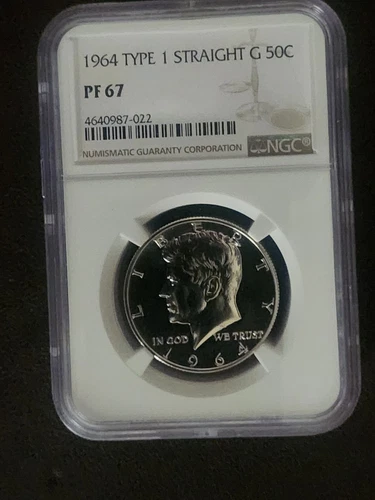 1964 TYPE 1 STRAIGHT G 50C
PF 67
4640987-022
NUMISMATIC GUARANTY CORPORATION
NGC®
LIBERTY
IN GOD WE TRUST
1964